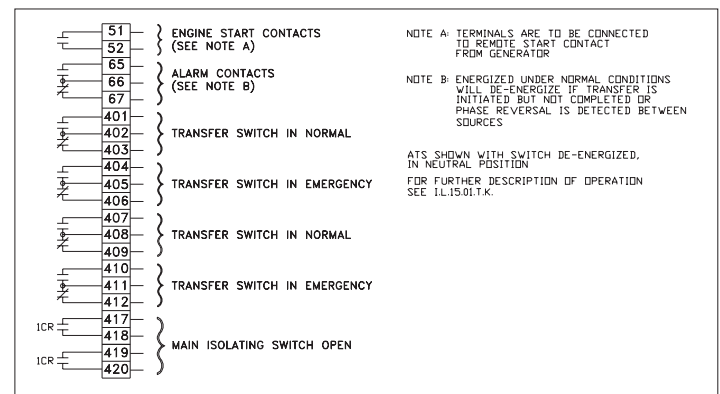 51
52
ENGINE START CONTACTS
(SEE NOTE A)
65
66
67
ALARM CONTACTS
(SEE NOTE B)
401
402
403
TRANSFER SWITCH IN NORMAL
404
405
406
TRANSFER SWITCH IN EMERGENCY
407
408
409
TRANSFER SWITCH IN NORMAL
410
411
412
TRANSFER SWITCH IN EMERGENCY
1CR
417
418
1CR
419
420
MAIN ISOLATING SWITCH OPEN
NOTE A: TERMINALS ARE TO BE CONNECTED
TO REMOTE START CONTACT
FROM GENERATOR
NOTE B: ENERGIZED UNDER NORMAL CONDITIONS
WILL DE-ENERGIZE IF TRANSFER IS
INITIATED BUT NOT COMPLETED OR
PHASE REVERSAL IS DETECTED BETWEEN
SOURCES
ATS SHOWN WITH SWITCH DE-ENERGIZED,
IN NEUTRAL POSITION
FOR FURTHER DESCRIPTION OF OPERATION
SEE I.L.15.01.T.K.